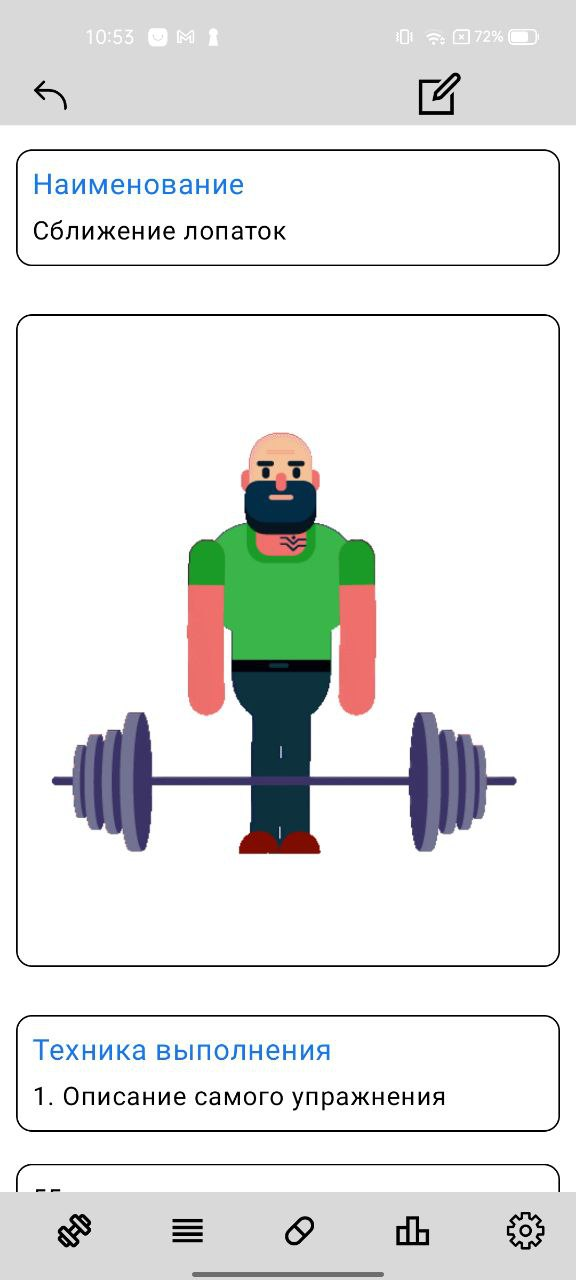 10:53
72%
Наименование
Сближение лопаток
Техника выполнения
1. Описание самого упражнения